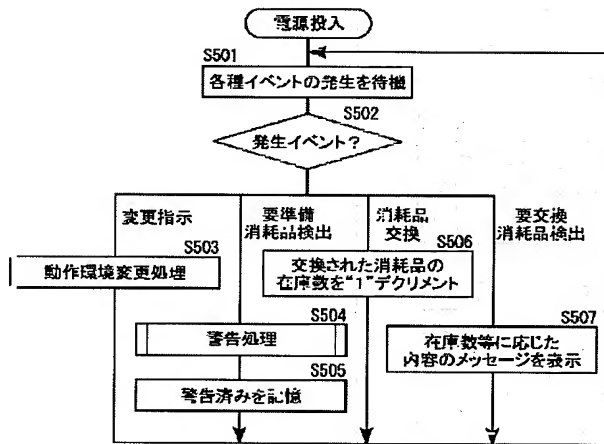 電源投入
S501
各種イベントの発生を待機
S502
発生イベント?
変更指示
要準備
消耗品検出
消耗品
交換
要交換
消耗品検出
S503
動作環境変更処理
S506
交換された消耗品の
在庫数を“1”デクリメント
S504
警告処理
S507
在庫数等に応じた
内容のメッセージを表示
S505
警告済みを記憶